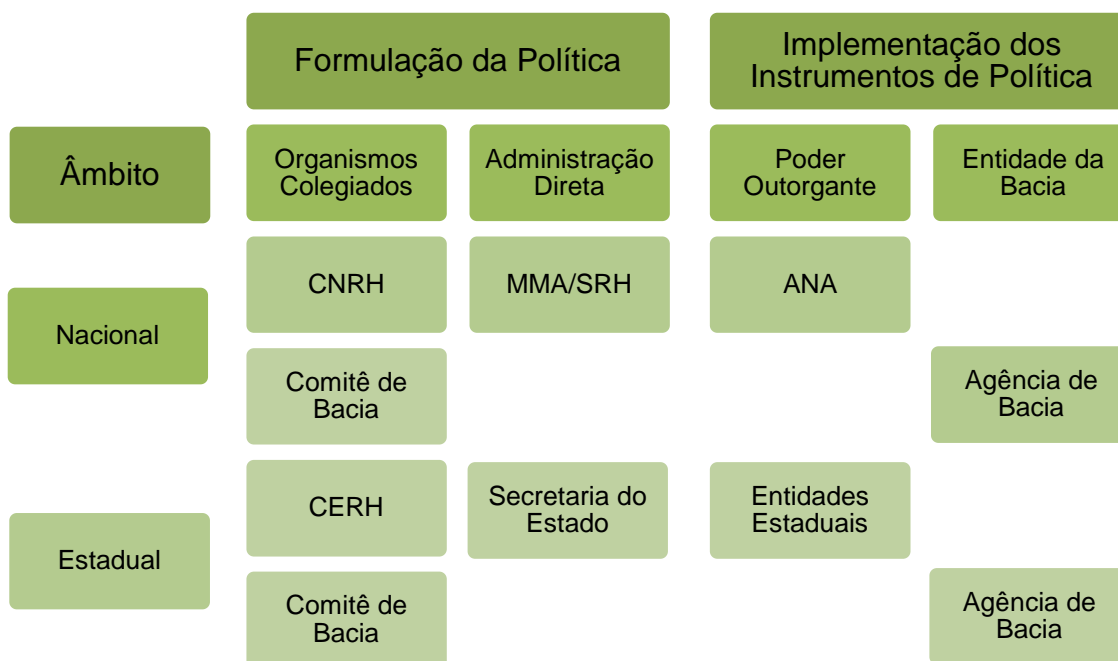 Formulação da Política
Implementação dos
Instrumentos de Política
Âmbito
Organismos
Colegiados
Administração
Direta
Poder
Outorgante
Entidade da
Bacia
Nacional
CNRH
MMA/SRH
ANA
Comitê de
Bacia
Agência de
Bacia
Estadual
CERH
Secretaria do
Estado
Entidades
Estaduais
Comitê de
Bacia
Agência de
Bacia